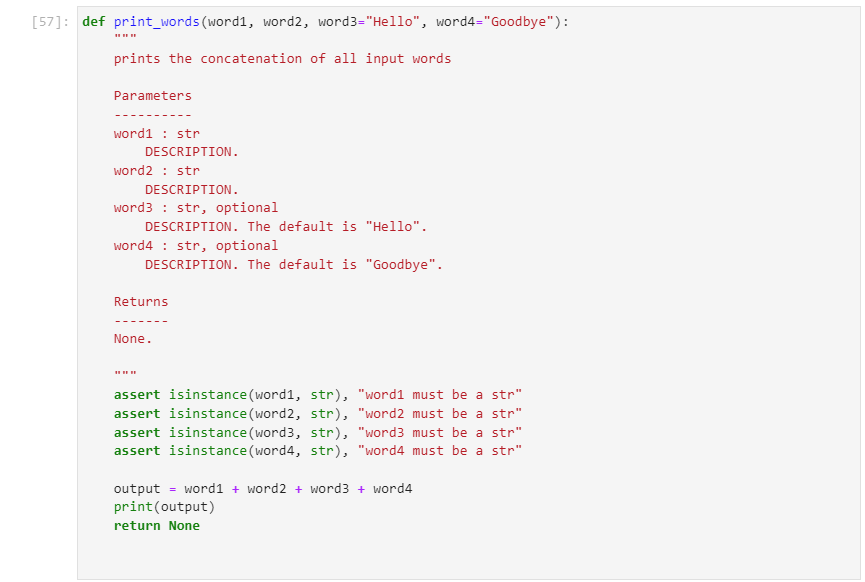 [57]: def print_words(word1, word2, word3="Hello", word4="Goodbye"):
"""
prints the concatenation of all input words
Parameters
----------
word1 : str
DESCRIPTION.
word2 : str
DESCRIPTION.
word3 : str, optional
DESCRIPTION. The default is "Hello".
word4 : str, optional
DESCRIPTION. The default is "Goodbye".
Returns
-------
None.
"""
assert isinstance(word1, str), "word1 must be a str"
assert isinstance(word2, str), "word2 must be a str"
assert isinstance(word3, str), "word3 must be a str"
assert isinstance(word4, str), "word4 must be a str"
output = word1 + word2 + word3 + word4
print(output)
return None